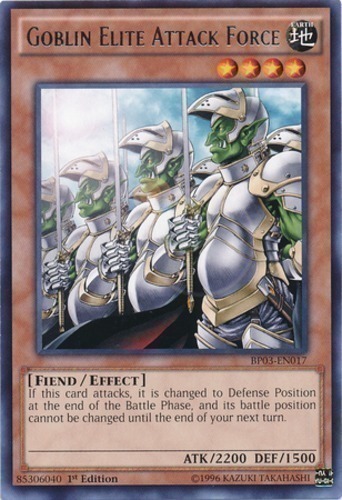 GOBLIN ELITE ATTACK FORCE
EARTH
地
BP03-EN017
[FIEND / EFFECT]
If this card attacks, it is changed to Defense Position
at the end of the Battle Phase, and its battle position
cannot be changed until the end of your next turn.
ATK/2200 DEF/1500
85306040 1st Edition ©1996 KAZUKI TAKAHASHI